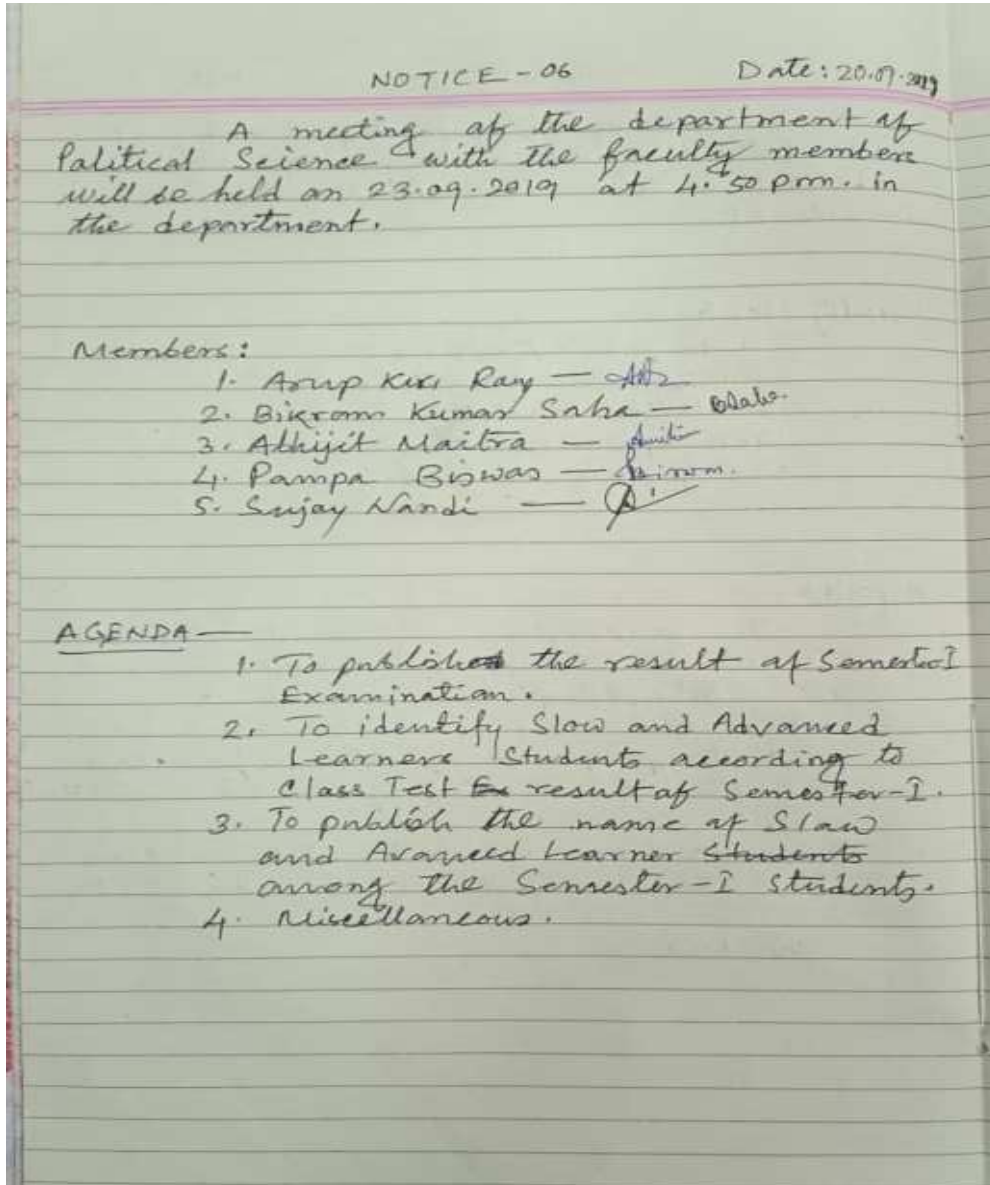 NOTICE - 06 Date: 20.09.2019
A meeting of the department of
Political Science with the faculty members
will be held on 23.09.2019 at 4.50 p.m. in
the department.
Members:
1. Arup Kr. Ray —
2. Bikram Kumar Saha — BSaha.
3. Abhijit Maitra —
4. Pampa Biswas —
5. Sujay Nandi —
AGENDA —
1. To publish the result of Semester-I
Examination.
2. To identify Slow and Advanced
Learners Students according to
Class Test result of Semester-I.
3. To publish the name of Slow
and Avanced Learner Students
among the Semester-I Students.
4. Miscellaneous.